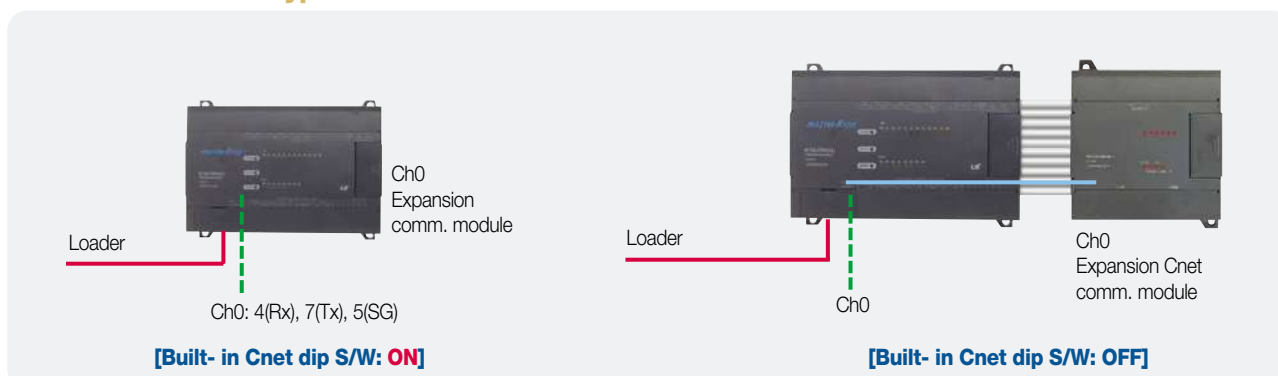 Ch0
Expansion
comm. module
Loader
Ch0: 4(Rx), 7(Tx), 5(SG)
[Built- in Cnet dip S/W: ON]
Loader
Ch0
Ch0
Expansion Cnet
comm. module
[Built- in Cnet dip S/W: OFF]